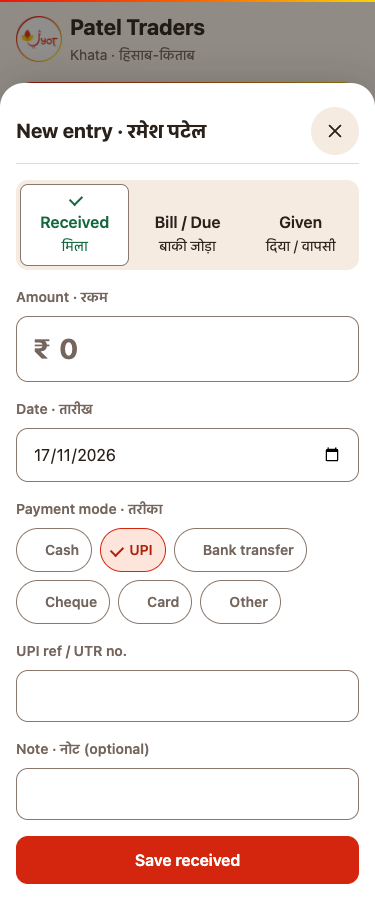 Jyot
Patel Traders
Khata · हिसाब-किताब
New entry · रमेश पटेल
Received
मिला
Bill / Due
बाकी जोड़ा
Given
दिया / वापसी
Amount · रकम
₹ 0
Date · तारीख
17/11/2026
Payment mode · तरीका
Cash
UPI
Bank transfer
Cheque
Card
Other
UPI ref / UTR no.
Note · नोट (optional)
Save received